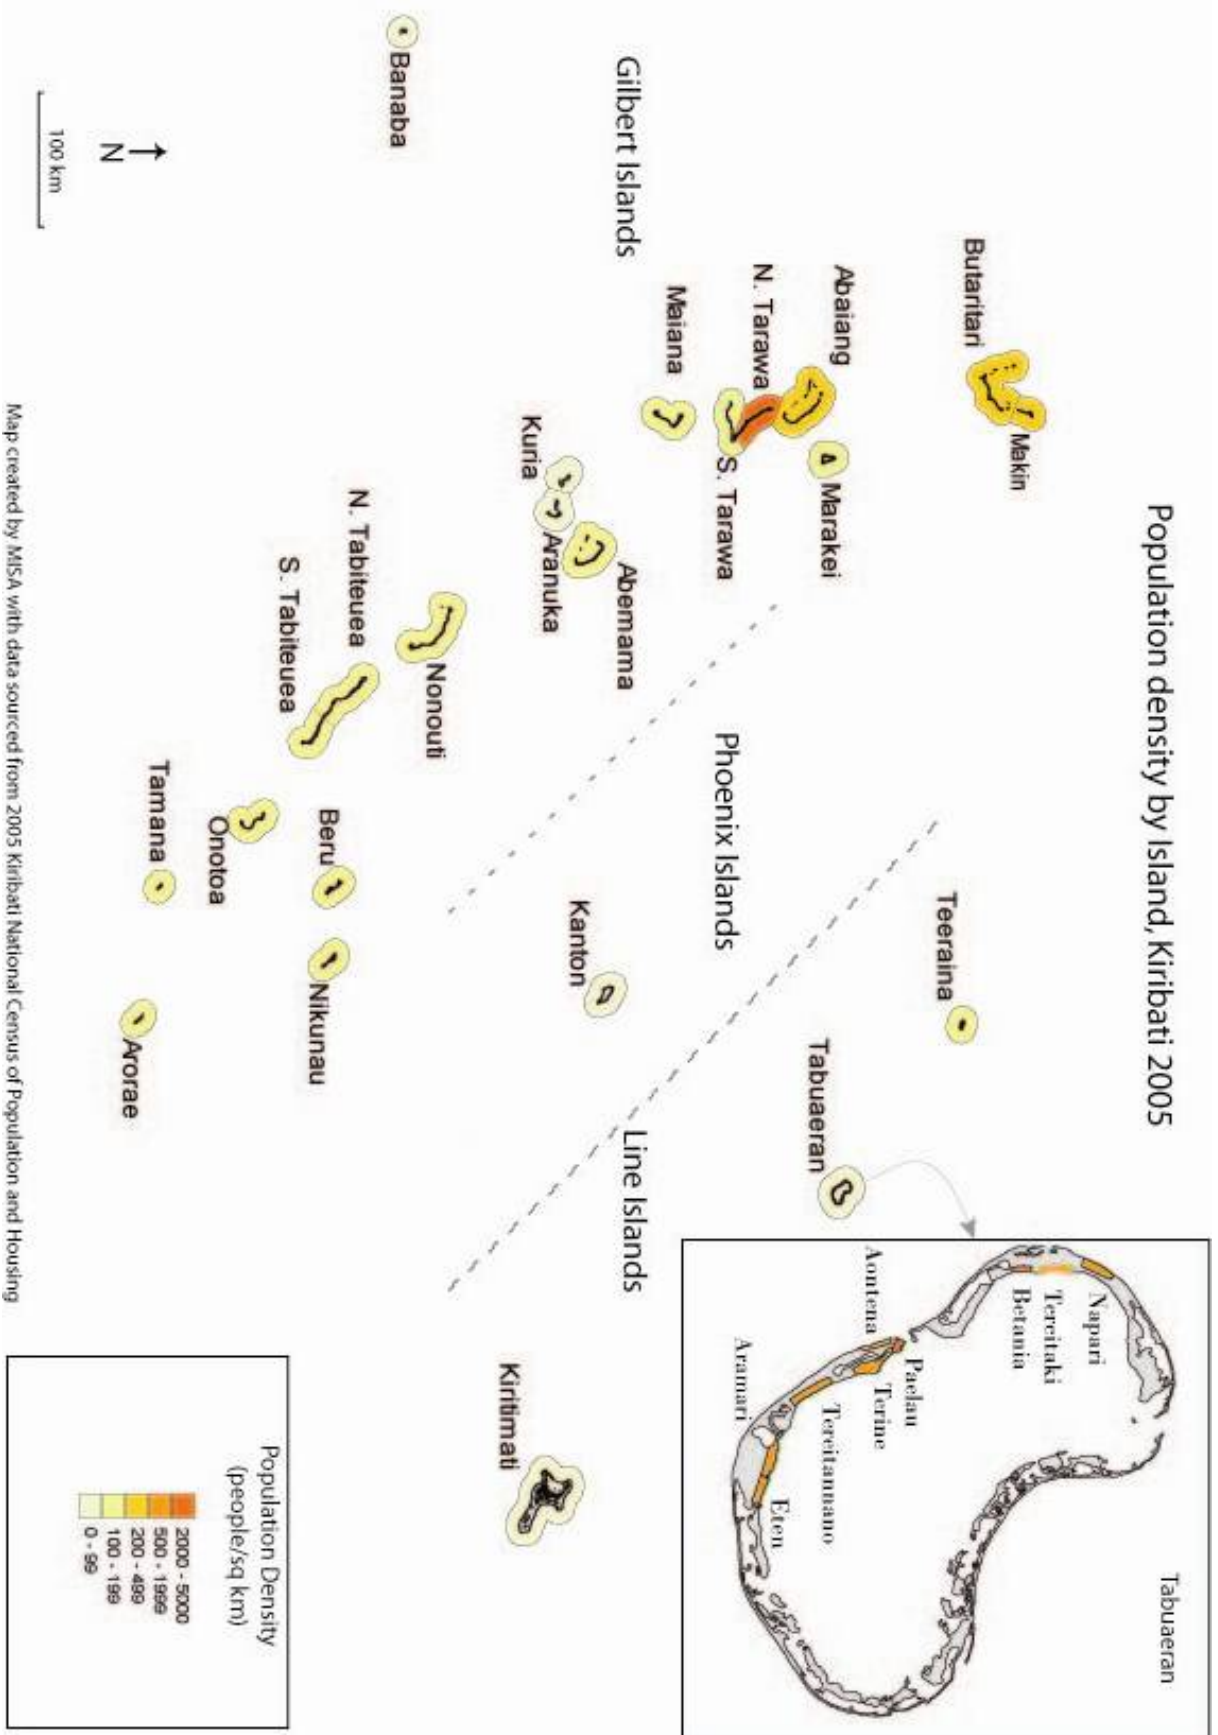 Population density by Island, Kiribati 2005
Tabuaeran
Napari
Tereitaki
Betania
Paelau
Terine
Aontena
Tereitannano
Aramari
Eten
Makin
Butaritari
Teeraina
Abaiang
Marakei
Tabuaeran
N. Tarawa
S. Tarawa
Phoenix Islands
Maiana
Gilbert Islands
Line Islands
Abemama
Kanton
Kuria
Aranuka
Kiritimati
Nonouti
Banaba
N. Tabiteuea
Beru
Nikunau
S. Tabiteuea
Onotoa
Tamana
Arorae
Population Density
(people/sq km)
2000 - 5000
500 - 1999
200 - 499
100 - 199
0 - 99
N
100 km
Map created by MISA with data sourced from 2005 Kiribati National Census of Population and Housing